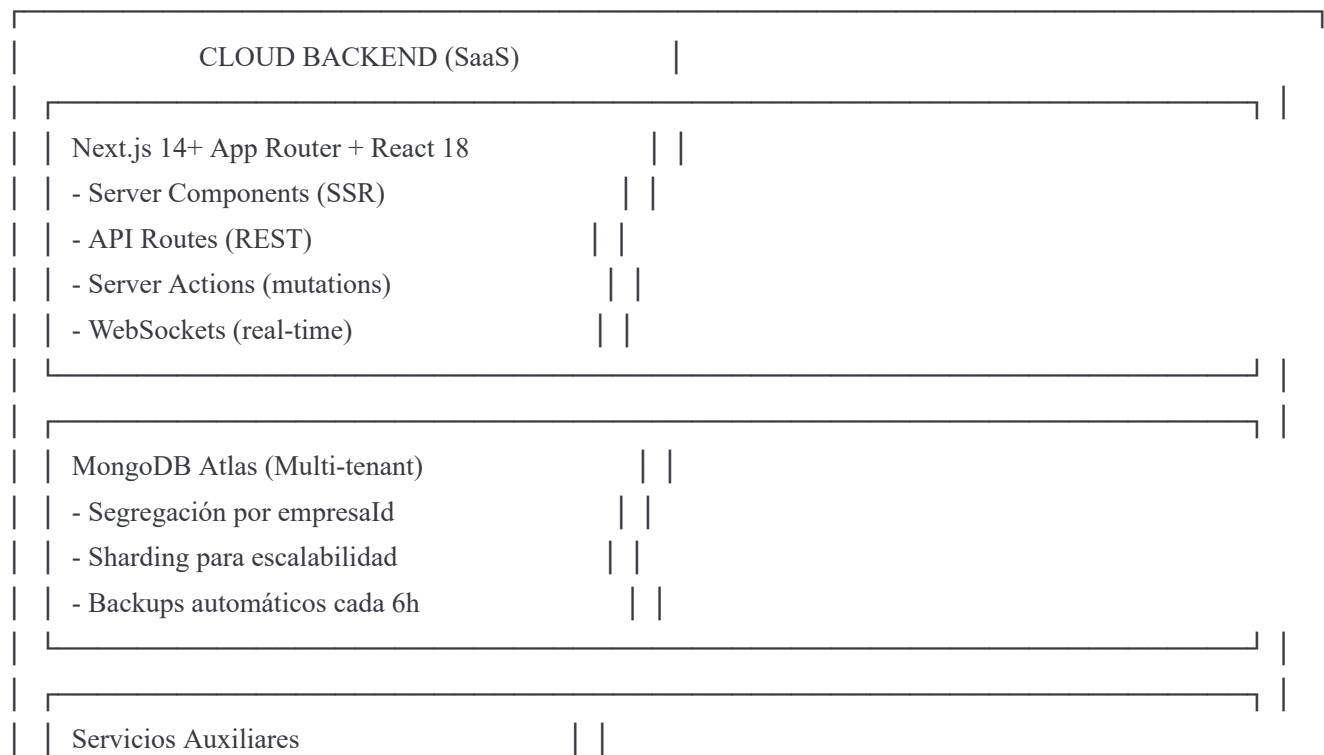 CLOUD BACKEND (SaaS)
Next.js 14+ App Router + React 18
- Server Components (SSR)
- API Routes (REST)
- Server Actions (mutations)
- WebSockets (real-time)
MongoDB Atlas (Multi-tenant)
- Segregación por empresaId
- Sharding para escalabilidad
- Backups automáticos cada 6h
Servicios Auxiliares